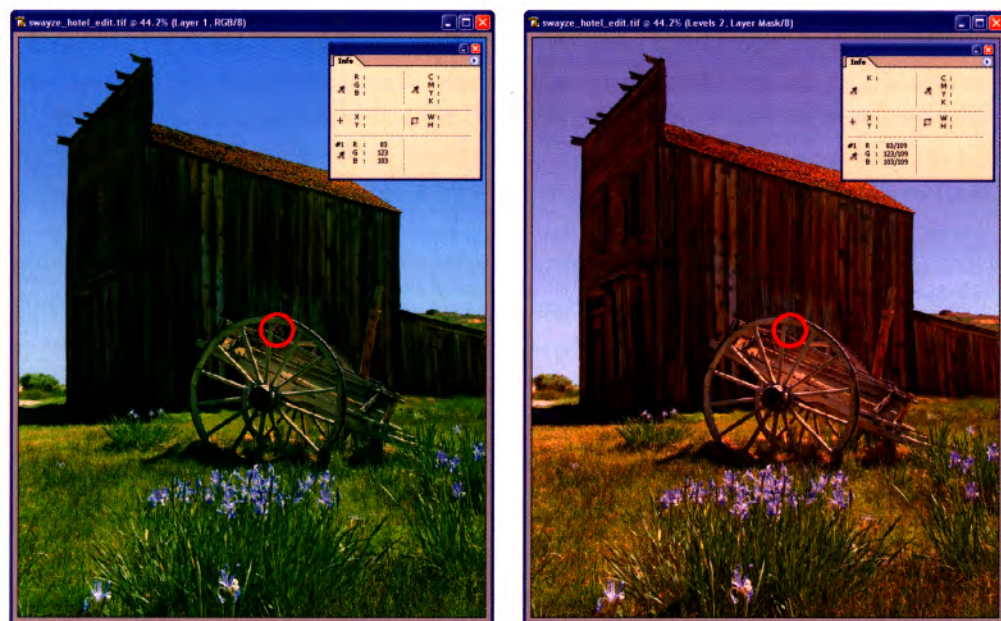 swayze_hotel_edit.tif @ 44.2% (Layer 1, RGB/8)
Info
R :
G :
B :
C :
M :
Y :
K :
X :
Y :
W :
H :
#1 R : 83
G : 123
B : 103
swayze_hotel_edit.tif @ 44.2% (Levels 2, Layer Mask/8)
Info
K :
C :
M :
Y :
K :
X :
Y :
W :
H :
#1 R : 83/109
G : 123/109
B : 103/109